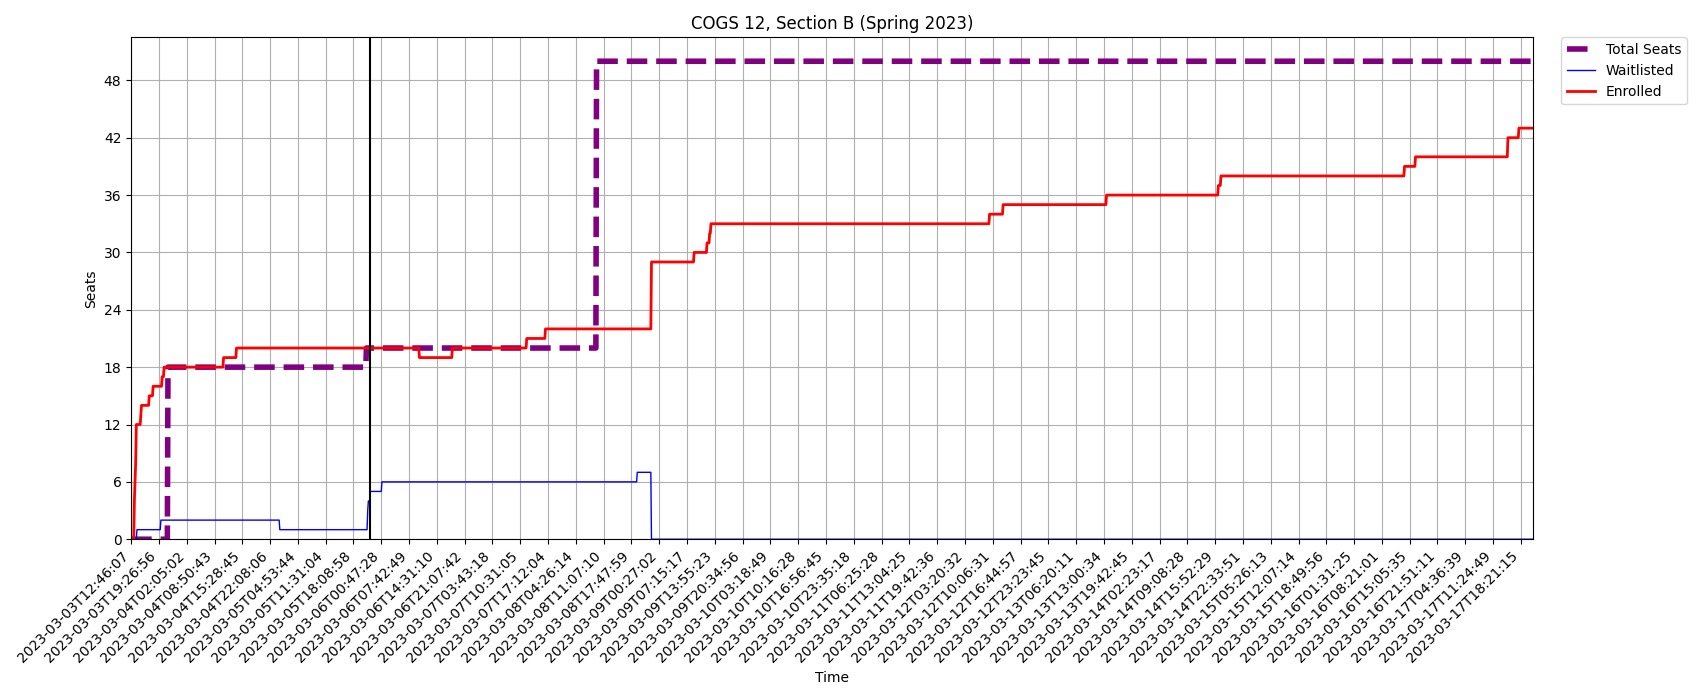 COGS 12, Section B (Spring 2023)
Total Seats
Waitlisted
Enrolled
Seats
48
42
36
30
24
18
12
6
0
2023-03-03T12:46:07
2023-03-03T19:26:56
2023-03-04T02:05:02
2023-03-04T08:50:43
2023-03-04T15:28:45
2023-03-04T22:08:06
2023-03-05T04:53:44
2023-03-05T11:31:04
2023-03-05T18:08:58
2023-03-06T00:47:28
2023-03-06T07:42:49
2023-03-06T14:31:10
2023-03-06T21:07:42
2023-03-07T03:43:18
2023-03-07T10:31:05
2023-03-07T17:12:04
2023-03-08T04:26:14
2023-03-08T11:07:10
2023-03-08T17:47:59
2023-03-09T00:27:02
2023-03-09T07:15:17
2023-03-09T13:55:23
2023-03-09T20:34:56
2023-03-10T03:18:49
2023-03-10T10:16:28
2023-03-10T16:56:45
2023-03-10T23:35:18
2023-03-11T06:25:28
2023-03-11T13:04:25
2023-03-11T19:42:36
2023-03-12T03:20:32
2023-03-12T10:06:31
2023-03-12T16:44:57
2023-03-12T23:23:45
2023-03-13T06:20:11
2023-03-13T13:00:34
2023-03-13T19:42:45
2023-03-14T02:23:17
2023-03-14T09:08:28
2023-03-14T15:52:29
2023-03-14T22:33:51
2023-03-15T05:26:13
2023-03-15T12:07:14
2023-03-15T18:49:56
2023-03-16T01:31:25
2023-03-16T08:21:01
2023-03-16T15:05:35
2023-03-16T21:51:11
2023-03-17T04:36:39
2023-03-17T11:24:49
2023-03-17T18:21:15
Time